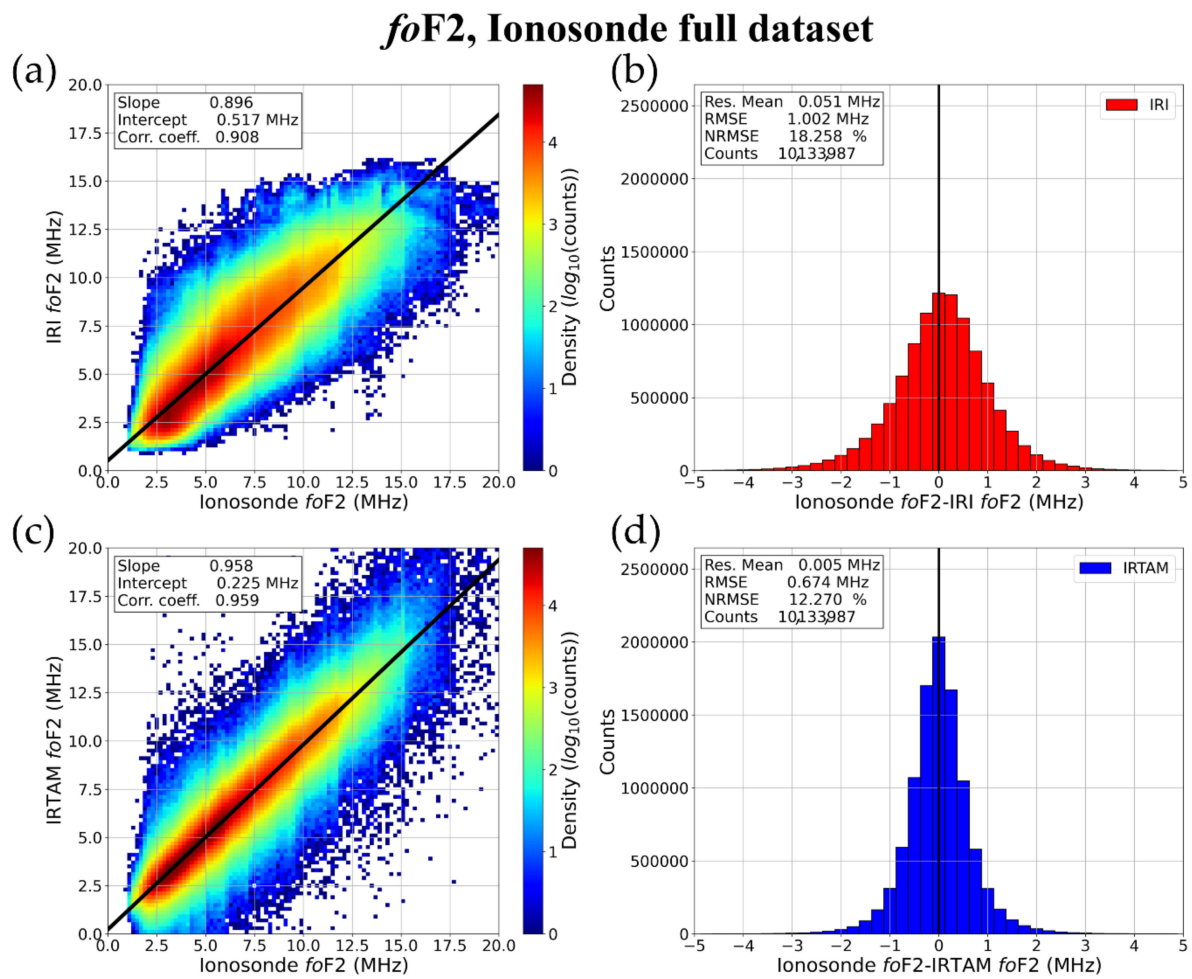 foF2, Ionosonde full dataset
(a)
20.0
17.5
15.0
12.5
10.0
7.5
5.0
2.5
0.0
IRI foF2 (MHz)
Slope 0.896
Intercept 0.517 MHz
Corr. coeff. 0.908
0.0 2.5 5.0 7.5 10.0 12.5 15.0 17.5 20.0
Ionosonde foF2 (MHz)
4
3
2
1
0
Density (log10(counts))
(b)
2500000
2000000
1500000
1000000
500000
0
Counts
Res. Mean 0.051 MHz
RMSE 1.002 MHz
NRMSE 18.258 %
Counts 10,133,987
IRI
−5 −4 −3 −2 −1 0 1 2 3 4 5
Ionosonde foF2-IRI foF2 (MHz)
(c)
20.0
17.5
15.0
12.5
10.0
7.5
5.0
2.5
0.0
IRTAM foF2 (MHz)
Slope 0.958
Intercept 0.225 MHz
Corr. coeff. 0.959
0.0 2.5 5.0 7.5 10.0 12.5 15.0 17.5 20.0
Ionosonde foF2 (MHz)
4
3
2
1
0
Density (log10(counts))
(d)
2500000
2000000
1500000
1000000
500000
0
Counts
Res. Mean 0.005 MHz
RMSE 0.674 MHz
NRMSE 12.270 %
Counts 10,133,987
IRTAM
−5 −4 −3 −2 −1 0 1 2 3 4 5
Ionosonde foF2-IRTAM foF2 (MHz)